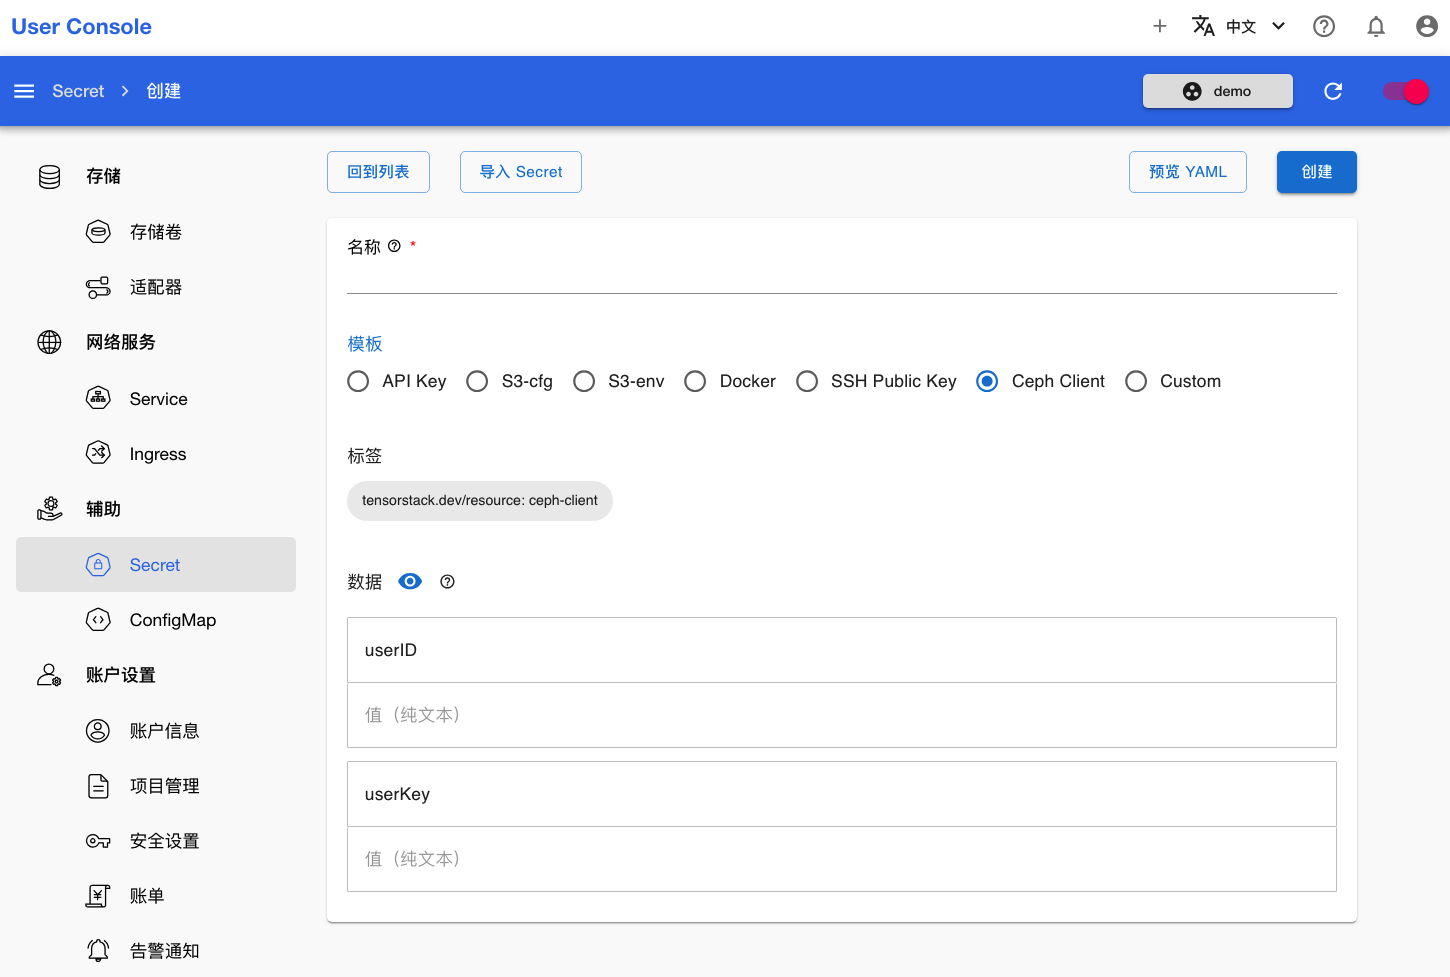 User Console
中文
Secret
创建
demo
存储
存储卷
适配器
网络服务
Service
Ingress
辅助
Secret
ConfigMap
账户设置
账户信息
项目管理
安全设置
账单
告警通知
回到列表
导入 Secret
预览 YAML
创建
名称 *
模板
API Key S3-cfg S3-env Docker SSH Public Key Ceph Client Custom
标签
tensorstack.dev/resource: ceph-client
数据
userID
值（纯文本）
userKey
值（纯文本）